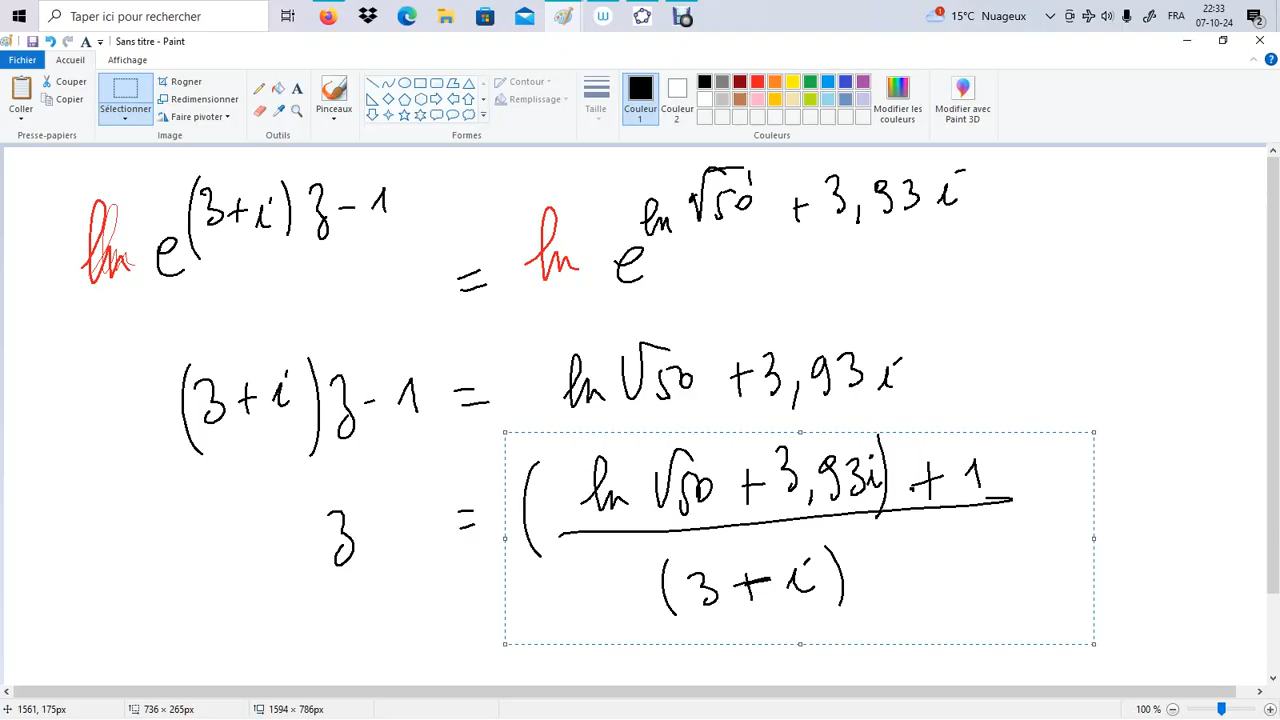 Taper ici pour rechercher
15°C Nuageux
FRA
22:33
07-10-24
2
Sans titre - Paint
Fichier
Accueil
Affichage
Coller
Couper
Copier
Presse-papiers
Sélectionner
Rogner
Redimensionner
Faire pivoter
Image
A
Outils
Pinceaux
Contour
Remplissage
Formes
Taille
Couleur 1
Couleur 2
Modifier les couleurs
Couleurs
Modifier avec Paint 3D
ln e^((3+i)z-1) = ln e^(ln √50 + 3,93 i)
(3+i)z-1 = ln √50 + 3,93 i
z = (ln √50 + 3,93i) + 1
(3+i)
1561, 175px
736 × 265px
1594 × 786px
100 %